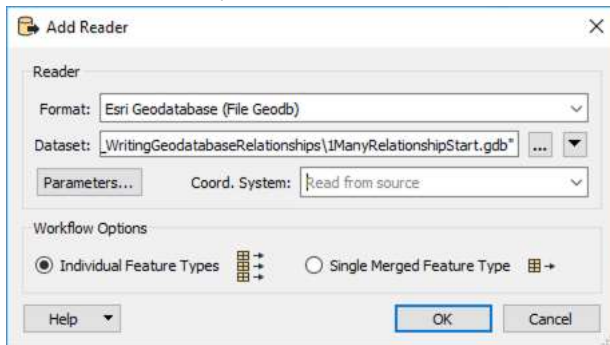 Add Reader
Reader
Format: Esri Geodatabase (File Geodb)
Dataset: _WritingGeodatabaseRelationships\1ManyRelationshipStart.gdb" ...
Parameters... Coord. System: Read from source
Workflow Options
Individual Feature Types Single Merged Feature Type
Help OK Cancel